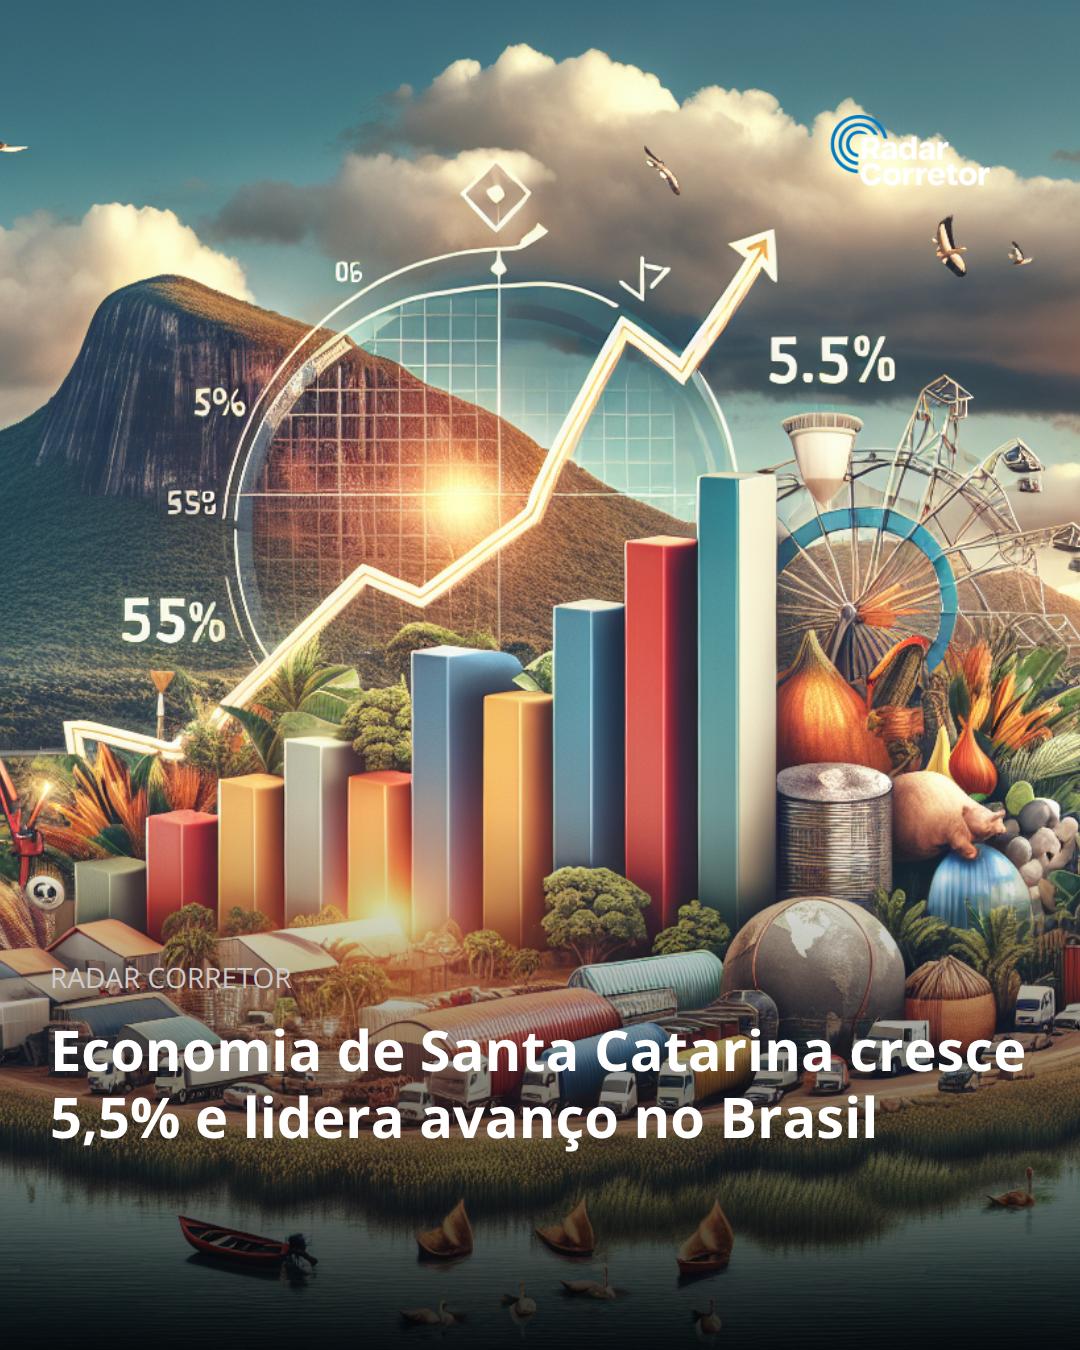 Radar
Corretor
06
5%
5.5%
55%
RADAR CORRETOR
Economia de Santa Catarina cresce
5,5% e lidera avanço no Brasil